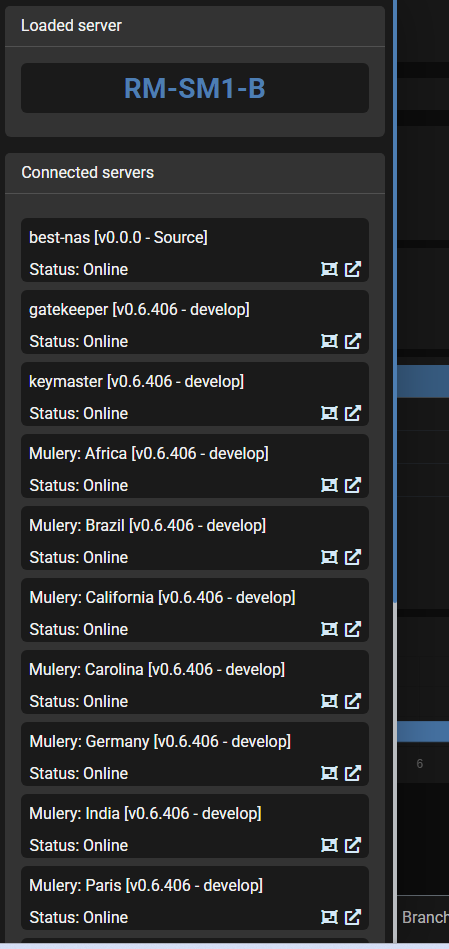 Loaded server
RM-SM1-B
Connected servers
best-nas [v0.0.0 - Source]
Status: Online
gatekeeper [v0.6.406 - develop]
Status: Online
keymaster [v0.6.406 - develop]
Status: Online
Mulery: Africa [v0.6.406 - develop]
Status: Online
Mulery: Brazil [v0.6.406 - develop]
Status: Online
Mulery: California [v0.6.406 - develop]
Status: Online
Mulery: Carolina [v0.6.406 - develop]
Status: Online
Mulery: Germany [v0.6.406 - develop]
Status: Online
6
Mulery: India [v0.6.406 - develop]
Status: Online
Mulery: Paris [v0.6.406 - develop]
Status: Online
Branch